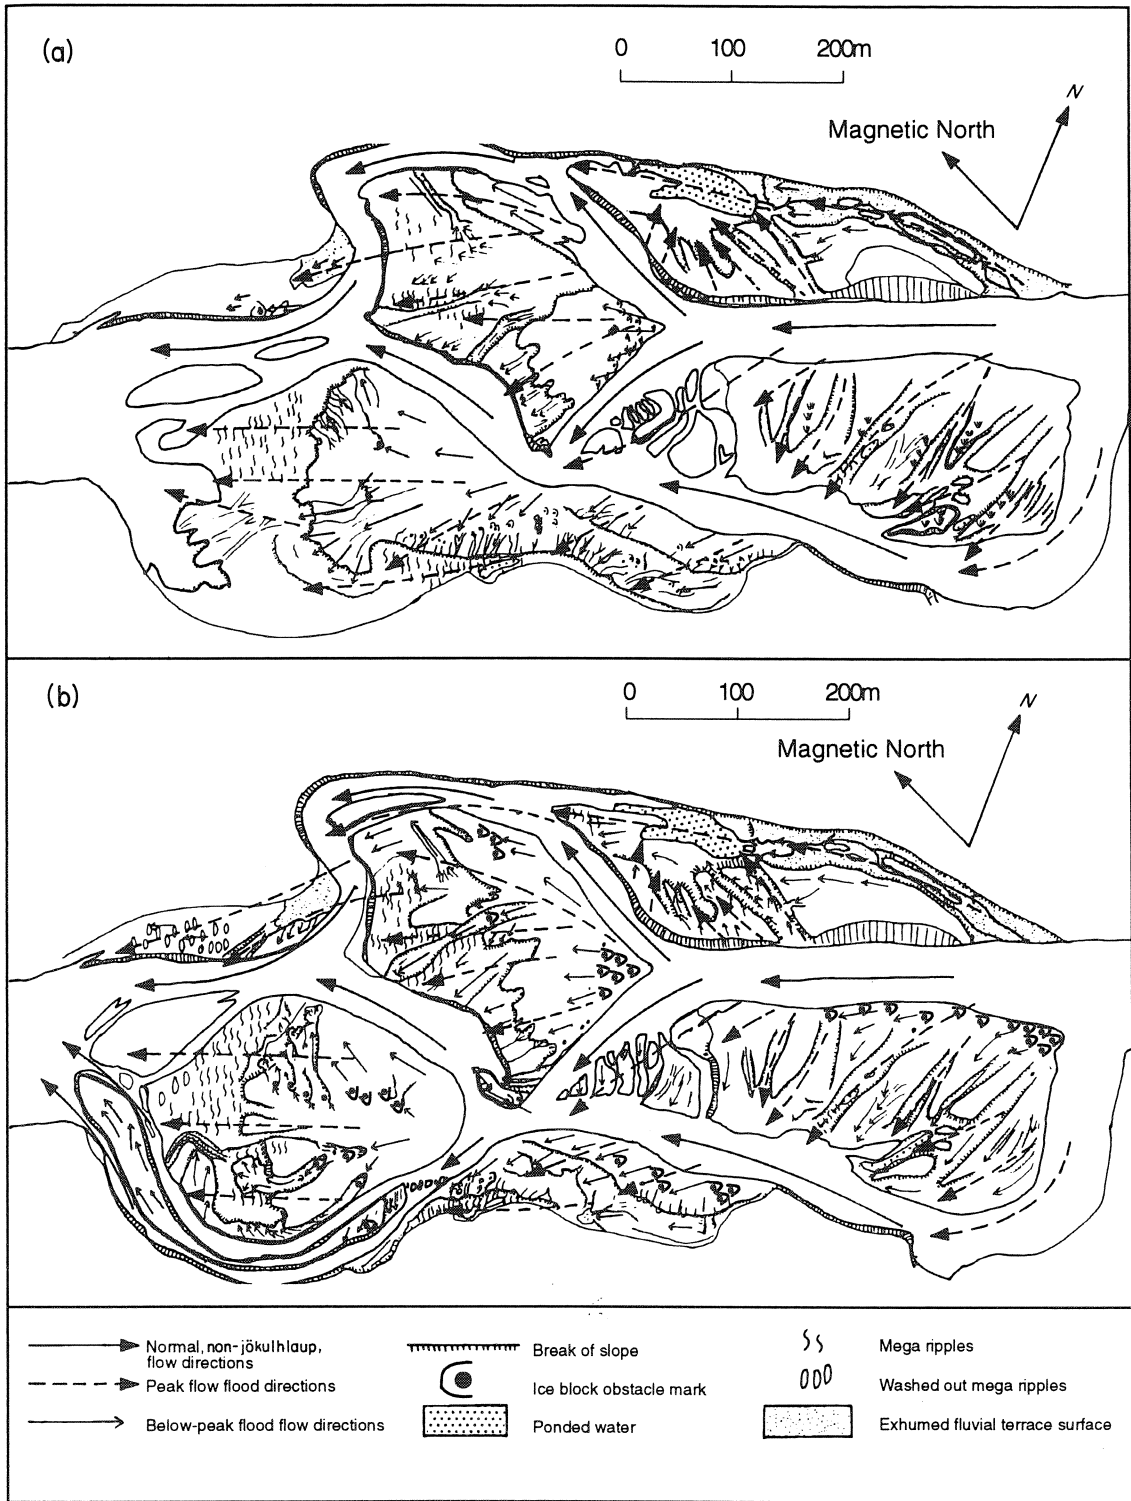 (a)
0 100 200m
N
Magnetic North
(b)
0 100 200m
N
Magnetic North
Normal, non-jökulhlaup,
flow directions
Peak flow flood directions
Below-peak flood flow directions
Break of slope
Ice block obstacle mark
Ponded water
Mega ripples
Washed out mega ripples
Exhumed fluvial terrace surface